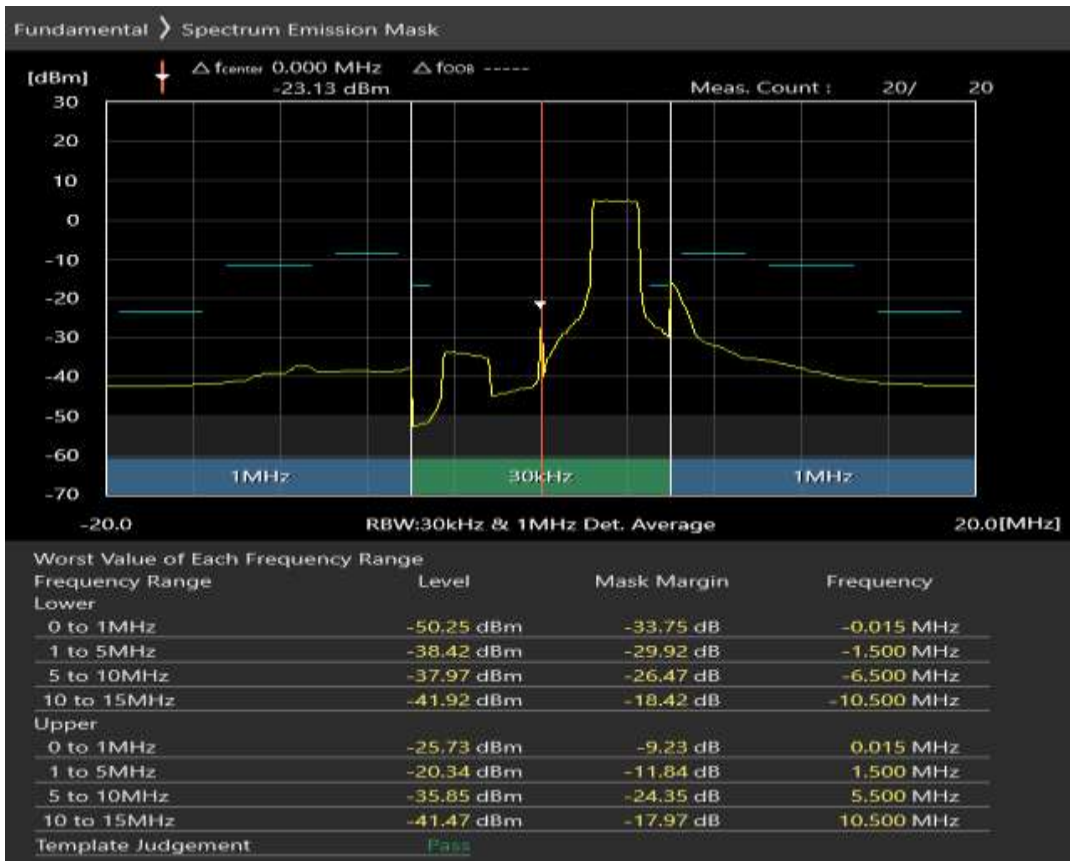 Fundamental 〉 Spectrum Emission Mask
[dBm] △ fcenter 0.000 MHz △ fOOB -----
-23.13 dBm Meas. Count : 20/ 20
30
20
10
0
-10
-20
-30
-40
-50
-60
1MHz 30kHz 1MHz
-70
-20.0 RBW:30kHz & 1MHz Det. Average 20.0[MHz]
Worst Value of Each Frequency Range
Frequency Range Level Mask Margin Frequency
Lower
0 to 1MHz -50.25 dBm -33.75 dB -0.015 MHz
1 to 5MHz -38.42 dBm -29.92 dB -1.500 MHz
5 to 10MHz -37.97 dBm -26.47 dB -6.500 MHz
10 to 15MHz -41.92 dBm -18.42 dB -10.500 MHz
Upper
0 to 1MHz -25.73 dBm -9.23 dB 0.015 MHz
1 to 5MHz -20.34 dBm -11.84 dB 1.500 MHz
5 to 10MHz -35.85 dBm -24.35 dB 5.500 MHz
10 to 15MHz -41.47 dBm -17.97 dB 10.500 MHz
Template Judgement Pass